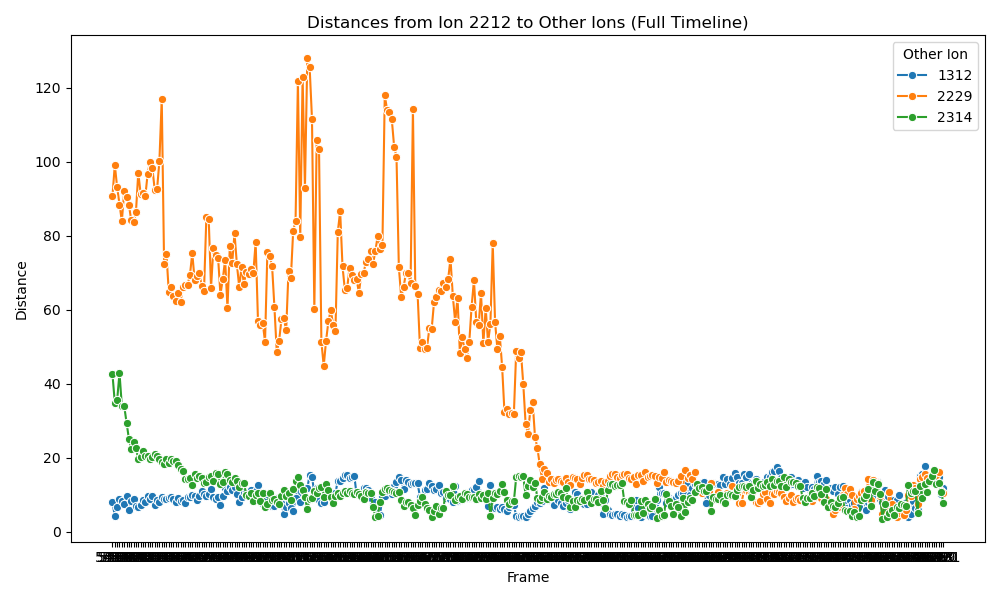 Distances from Ion 2212 to Other Ions (Full Timeline)
Other Ion
1312
2229
2314
120
100
80
60
40
20
0
Distance
Frame